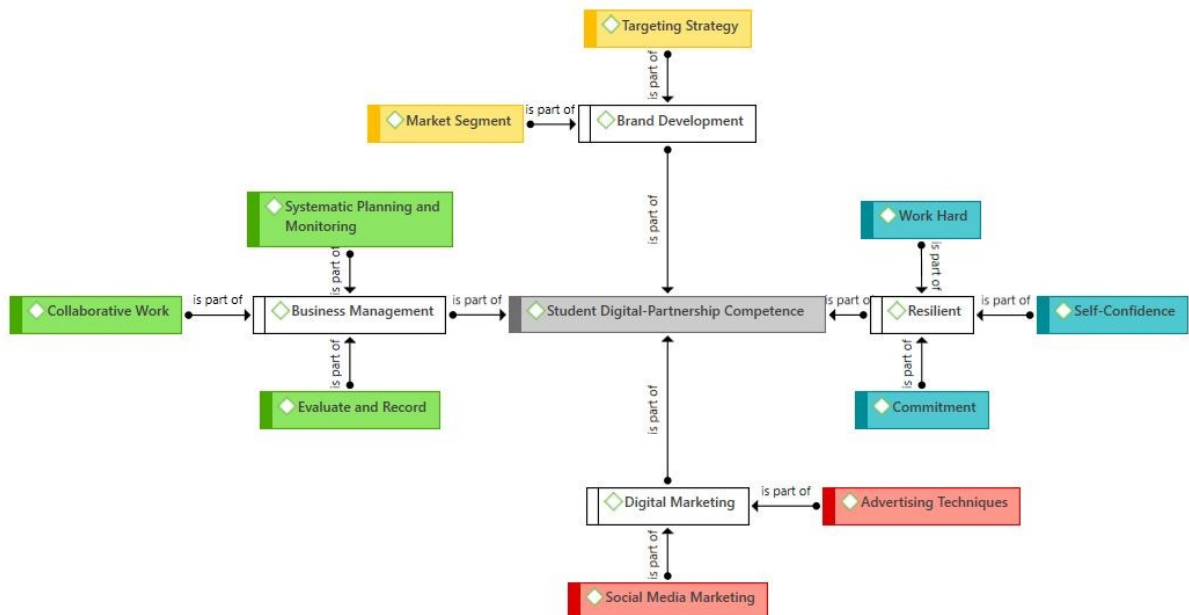 Targeting Strategy
is part of
is part of
Market Segment
Brand Development
is part of
Systematic Planning and
Monitoring
Work Hard
is part of
is part of
is part of
is part of
is part of
is part of
Collaborative Work
Business Management
Student Digital-Partnership Competence
Resilient
Self-Confidence
is part of
is part of
Evaluate and Record
Commitment
is part of
is part of
Digital Marketing
Advertising Techniques
is part of
Social Media Marketing